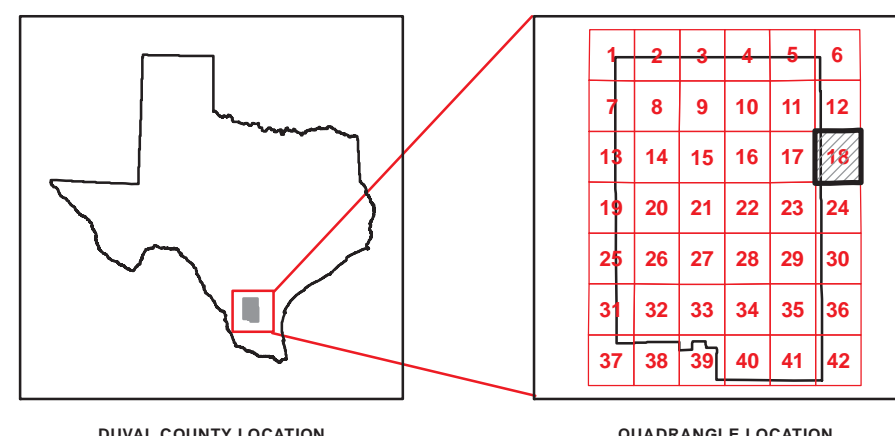 1 2 3 4 5 6
7 8 9 10 11 12
13 14 15 16 17 18
19 20 21 22 23 24
25 26 27 28 29 30
31 32 33 34 35 36
37 38 39 40 41 42
DUVAL COUNTY LOCATION
QUADRANGLE LOCATION